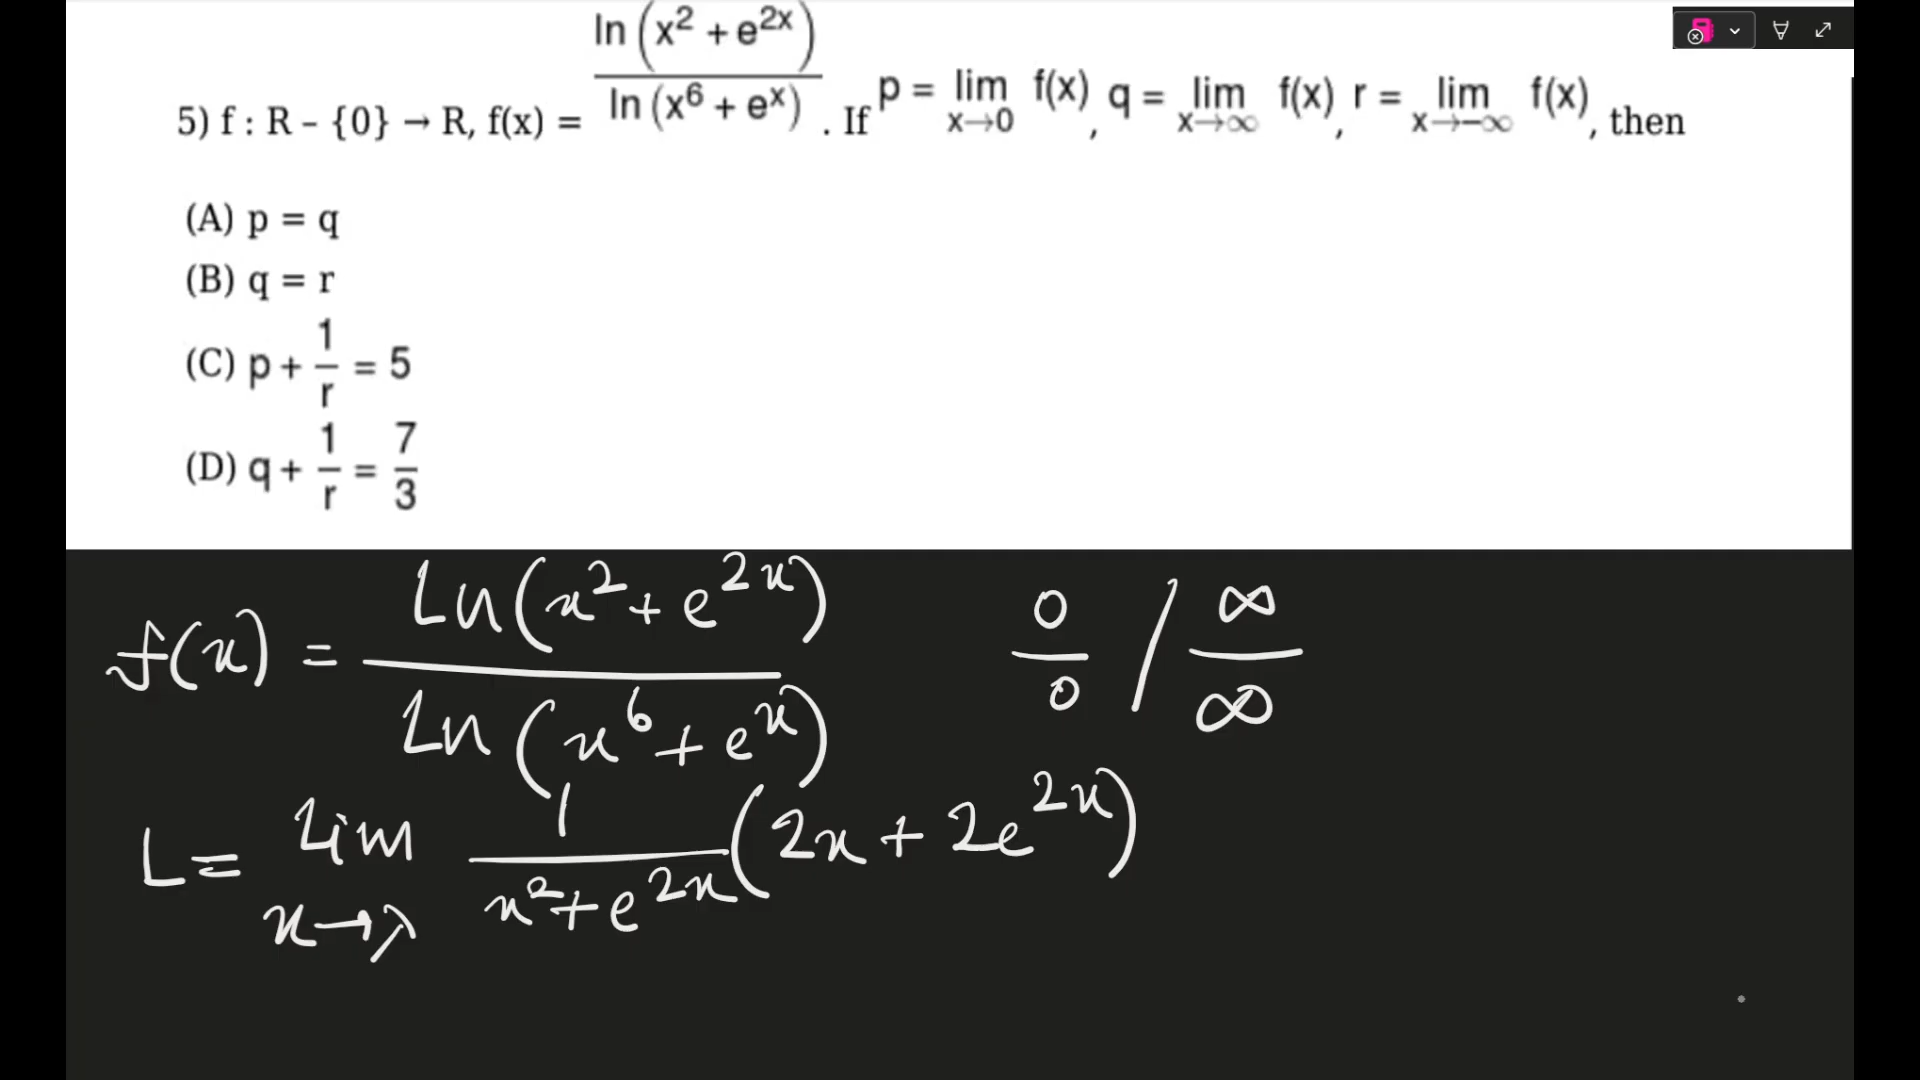 5) f : R – {0} → R, f(x) = ln (x² + e^{2x}) / ln (x⁶ + e^x) . If p = lim_{x→0} f(x) , q = lim_{x→∞} f(x) , r = lim_{x→-∞} f(x) , then
(A) p = q
(B) q = r
(C) p + 1/r = 5
(D) q + 1/r = 7/3
f(x) = Ln(x² + e^{2x}) / Ln(x⁶ + e^x) 0/0 / ∞/∞
L = Lim_{x→λ} 1/(x² + e^{2x}) (2x + 2e^{2x})